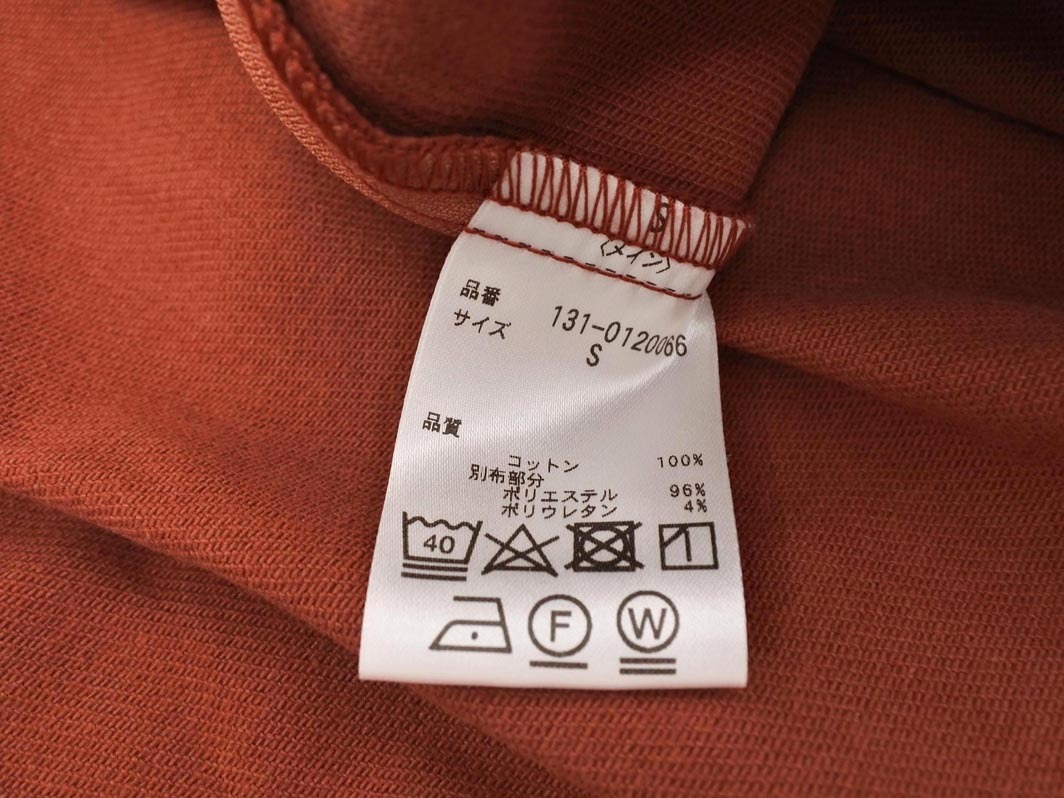 S
〈メイン〉
品番 131-0120066
サイズ S
品質
コットン 100%
別布部分
ポリエステル 96%
ポリウレタン 4%
40
F W